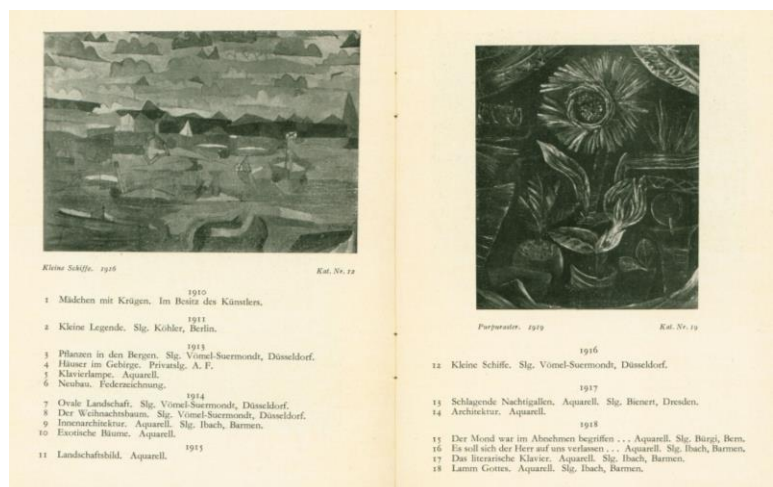 Kleine Schiffe. 1916
Kat. Nr. 12
1910
1 Mädchen mit Krügen. Im Besitz des Künstlers.
1911
2 Kleine Legende. Slg. Köhler, Berlin.
1913
3 Pflanzen in den Bergen. Slg. Vömel-Suermondt, Düsseldorf.
4 Häuser im Gebirge. Privatslg. A. F.
5 Klavierlampe. Aquarell.
6 Neubau. Federzeichnung.
1914
7 Ovale Landschaft. Slg. Vömel-Suermondt, Düsseldorf.
8 Der Weihnachtsbaum. Slg. Vömel-Suermondt, Düsseldorf.
9 Innenarchitektur. Aquarell. Slg. Ibach, Barmen.
10 Exotische Bäume. Aquarell.
1915
11 Landschaftsbild. Aquarell.
Purpuraster. 1919
Kat. Nr. 19
1916
12 Kleine Schiffe. Slg. Vömel-Suermondt, Düsseldorf.
1917
13 Schlagende Nachtigallen. Aquarell. Slg. Bienert, Dresden.
14 Architektur. Aquarell.
1918
15 Der Mond war im Abnehmen begriffen ... Aquarell. Slg. Bürgi, Bern.
16 Es soll sich der Herr auf uns verlassen ... Aquarell. Slg. Ibach, Barmen.
17 Das literarische Klavier. Aquarell. Slg. Ibach, Barmen.
18 Lamm Gottes. Aquarell. Slg. Ibach, Barmen.